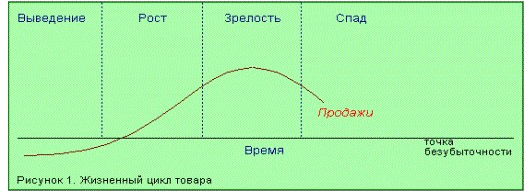 Выведение
Рост
Зрелость
Спад
Продажи
Время
точка
безубыточности
Рисунок 1. Жизненный цикл товара